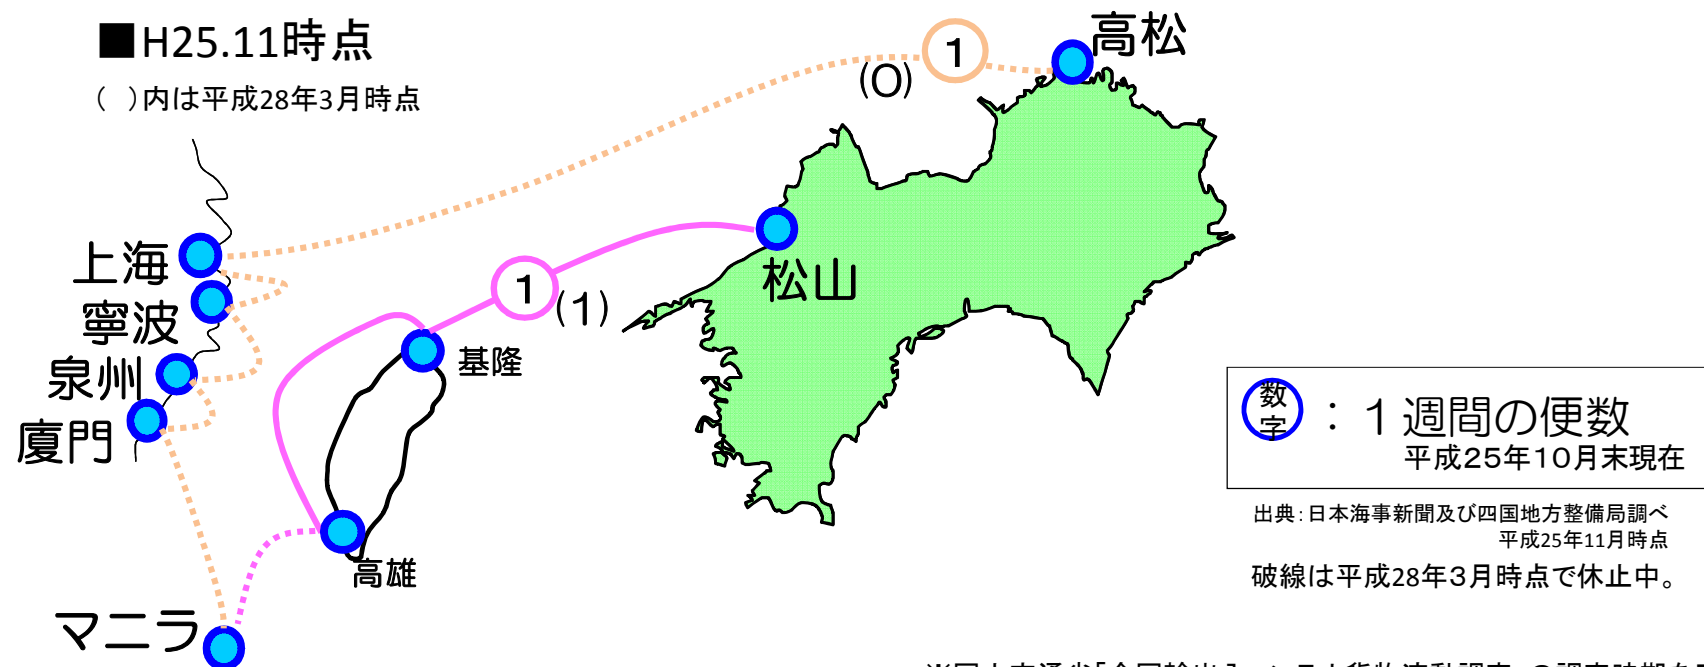 ■H25.11時点
（　）内は平成28年3月時点
高松
1
(0)
上海
寧波
泉州
廈門
1
(1)
松山
基隆
高雄
マニラ
数字：１週間の便数
平成25年10月末現在
出典：日本海事新聞及び四国地方整備局調べ
平成25年11月時点
破線は平成28年3月時点で休止中。